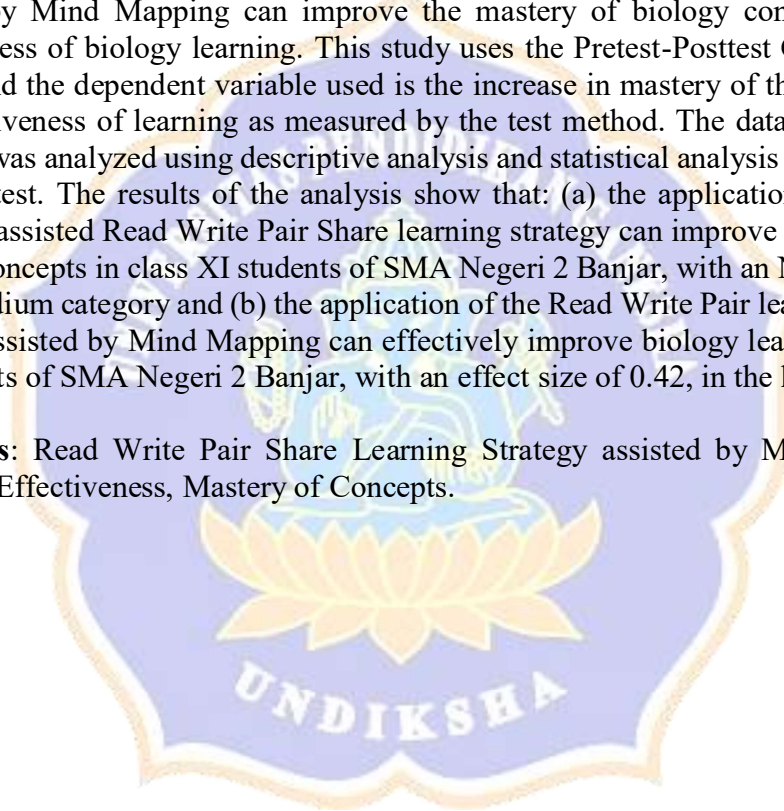 by Mind Mapping can improve the mastery of biology con
ess of biology learning. This study uses the Pretest-Posttest
d the dependent variable used is the increase in mastery of th
iveness of learning as measured by the test method. The data
was analyzed using descriptive analysis and statistical analysis
test. The results of the analysis show that: (a) the application
assisted Read Write Pair Share learning strategy can improve
oncepts in class XI students of SMA Negeri 2 Banjar, with an
dium category and (b) the application of the Read Write Pair lea
ssisted by Mind Mapping can effectively improve biology lea
ts of SMA Negeri 2 Banjar, with an effect size of 0.42, in the
s: Read Write Pair Share Learning Strategy assisted by M
Effectiveness, Mastery of Concepts.
UNIVERSITAS PENDIDIKAN GANESHA
UNDIKSHA